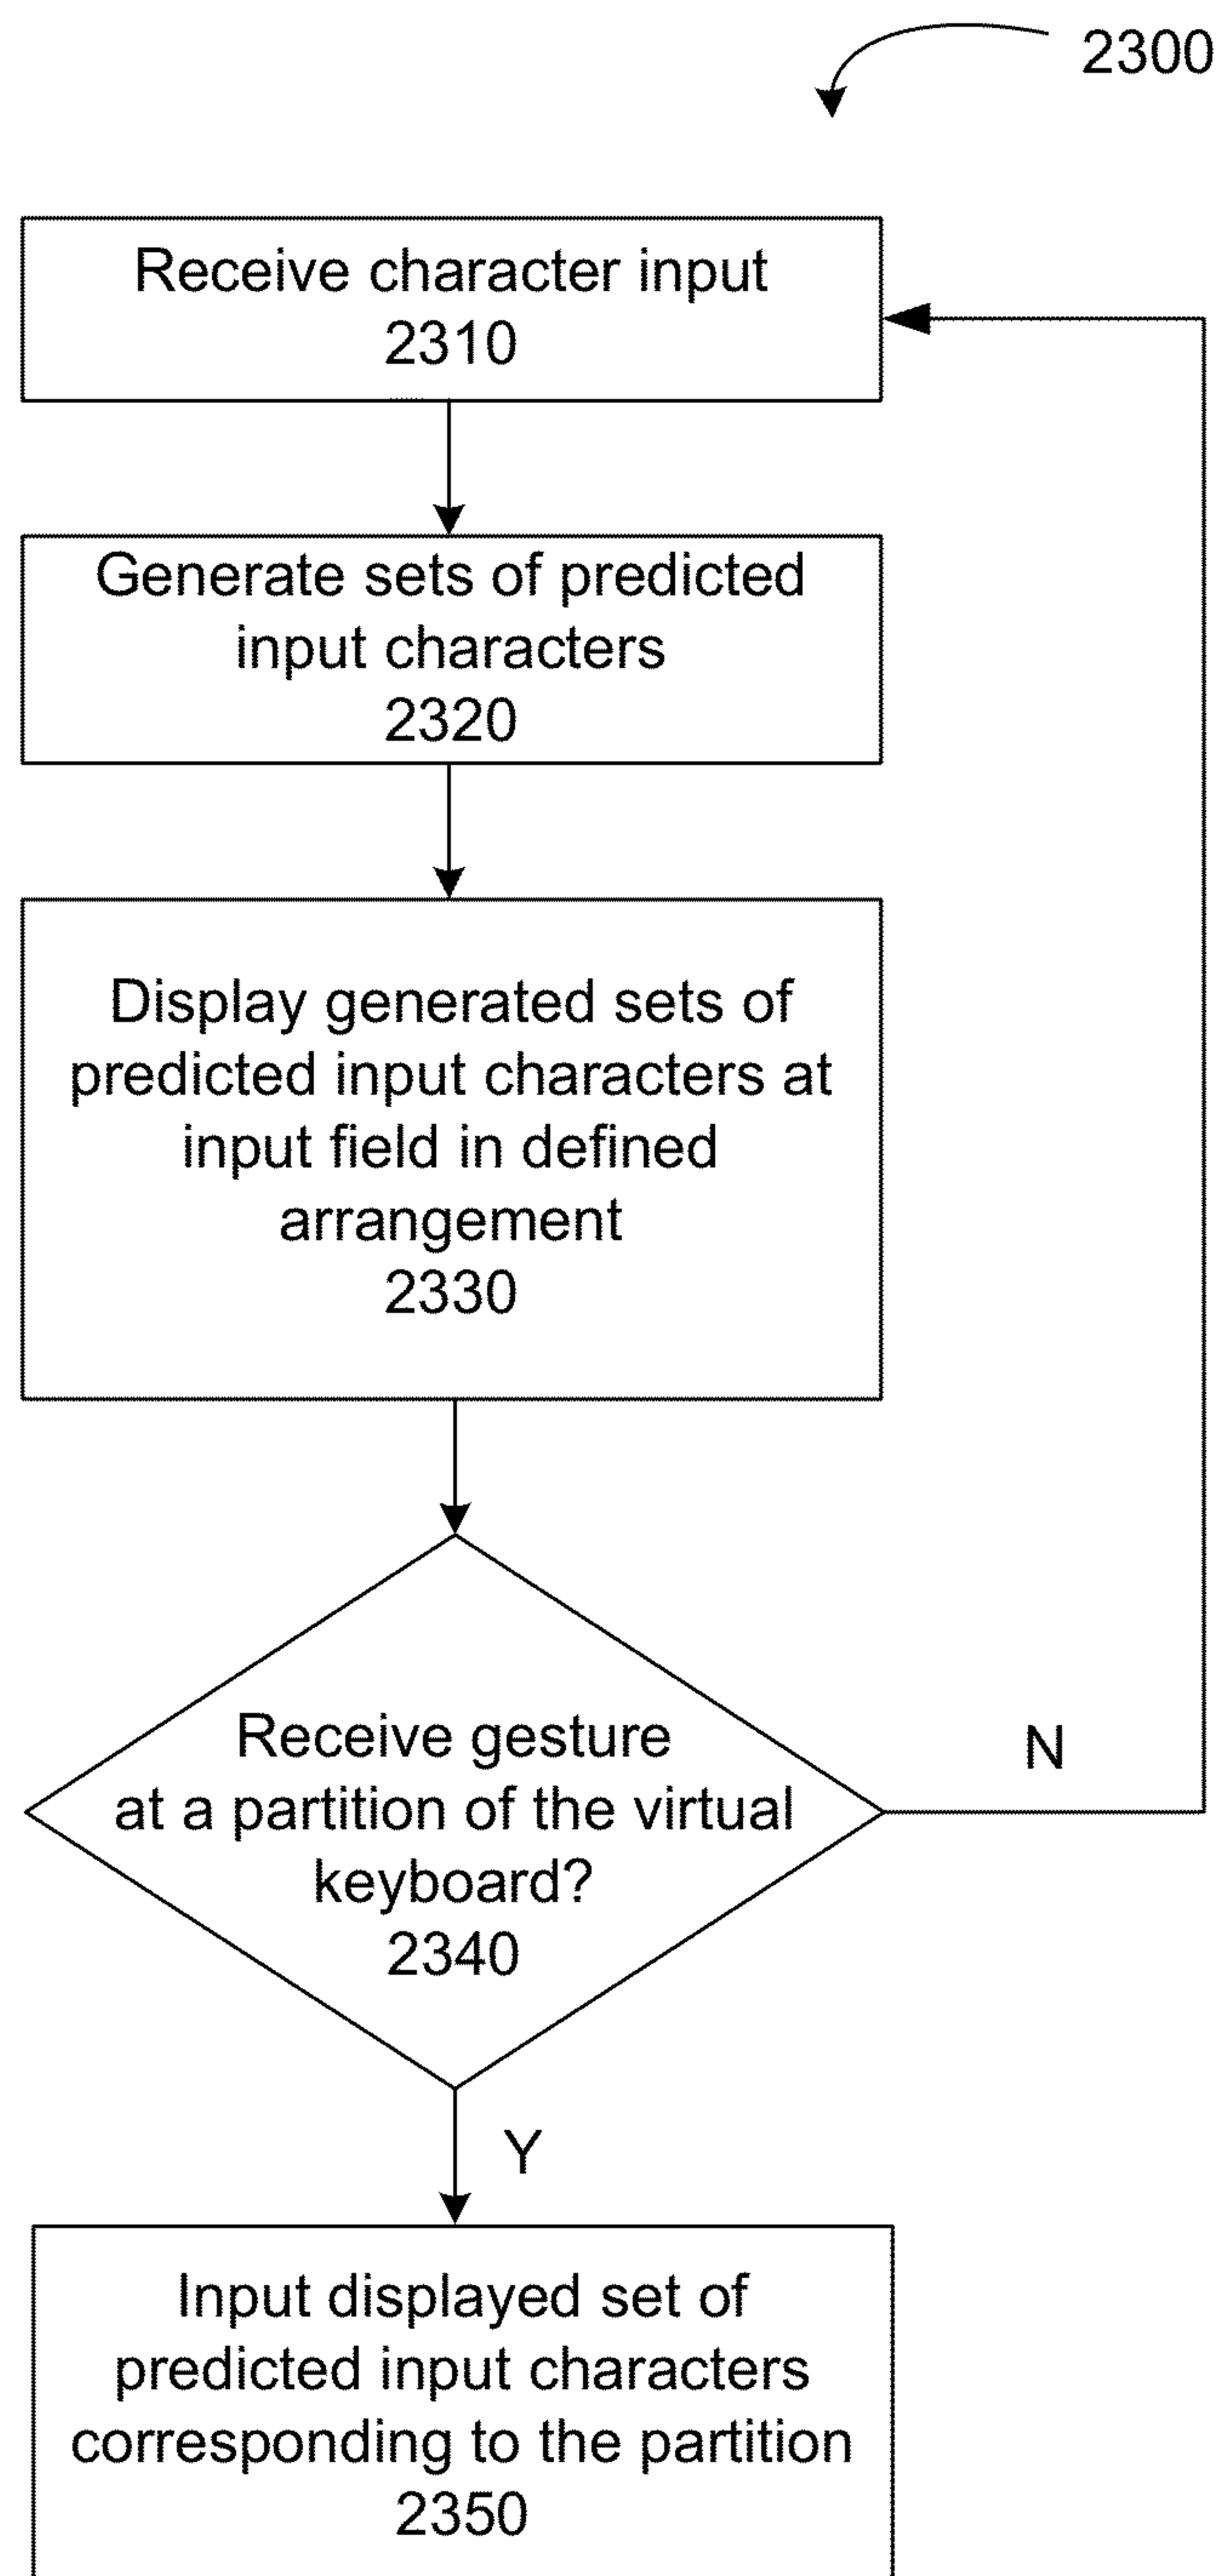 2300
Receive character input
2310
Generate sets of predicted
input characters
2320
Display generated sets of
predicted input characters at
input field in defined
arrangement
2330
Receive gesture
at a partition of the virtual
keyboard?
2340
N
Y
Input displayed set of
predicted input characters
corresponding to the partition
2350